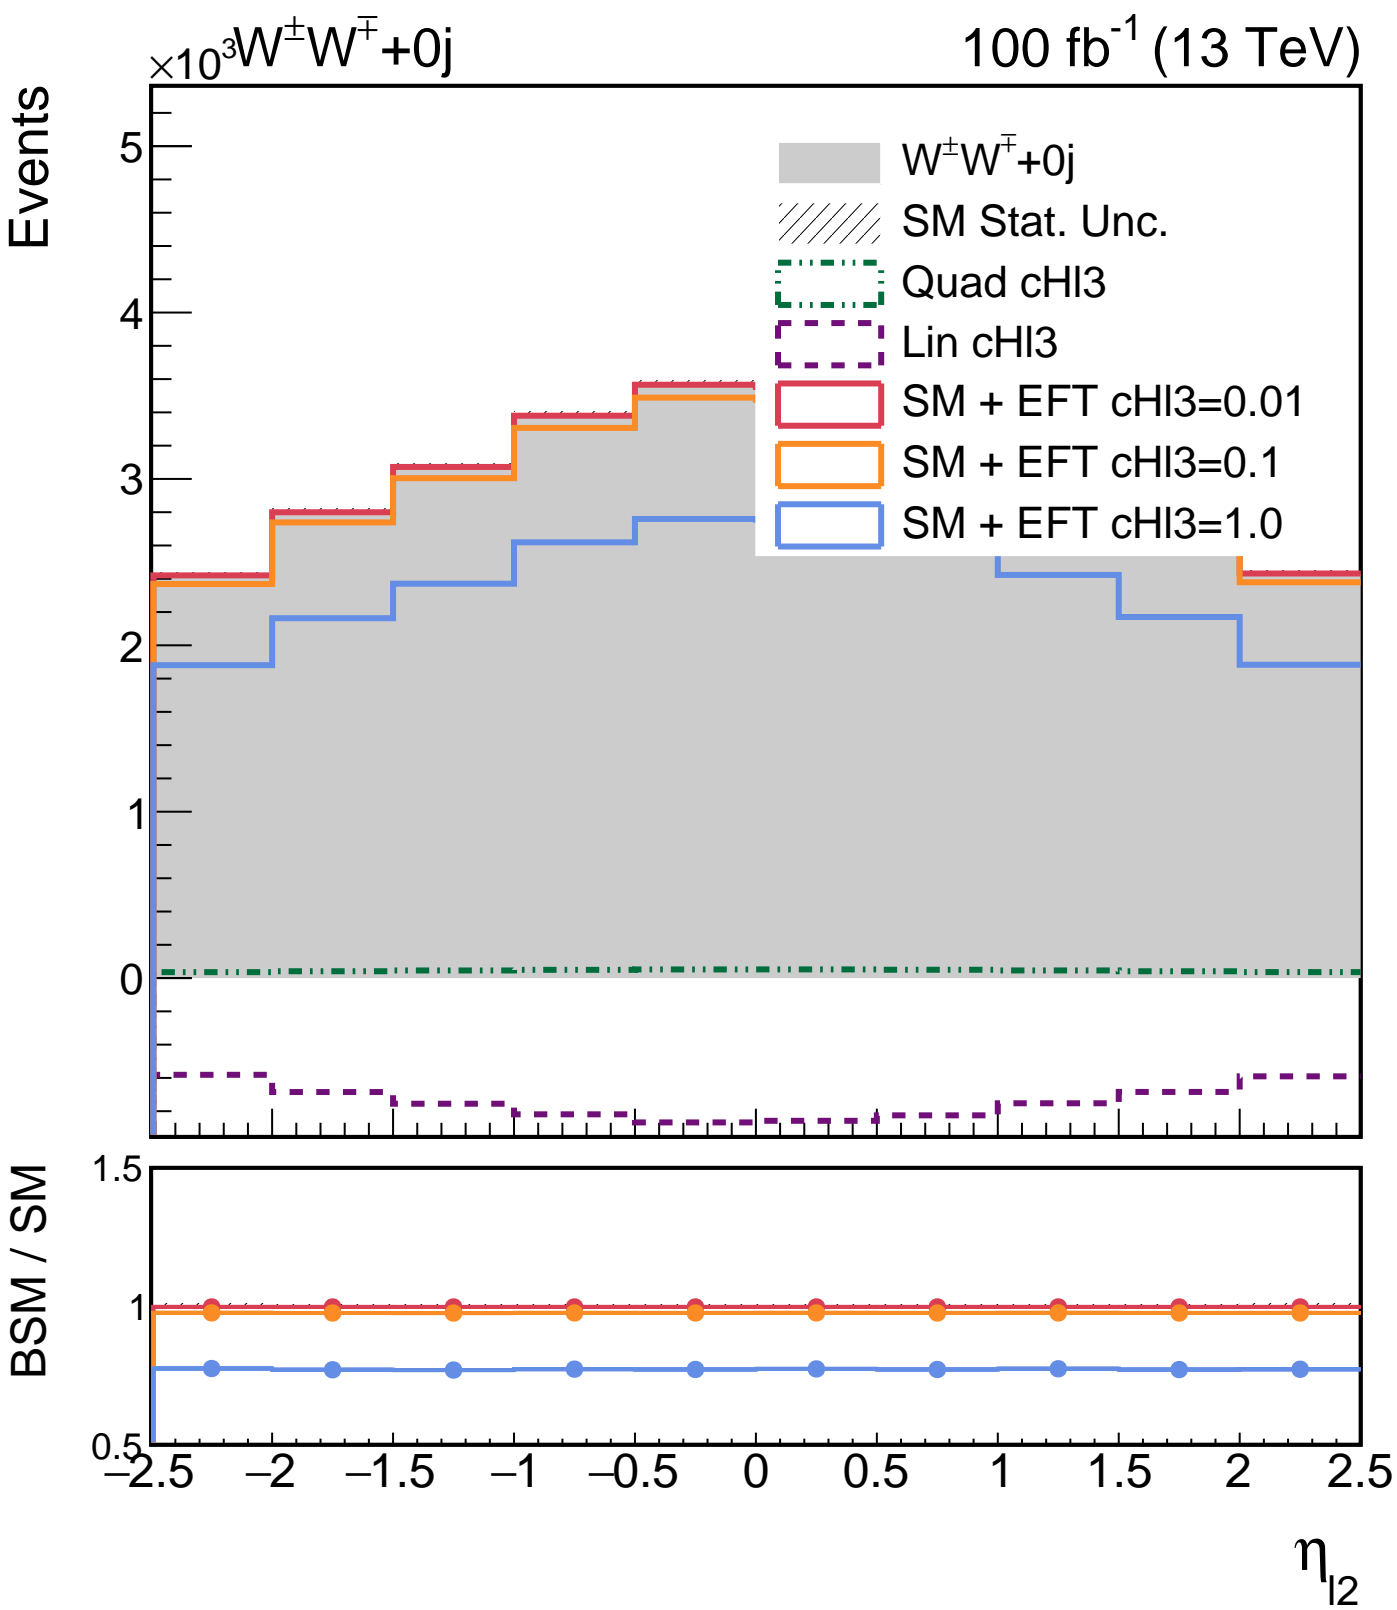 ×10³W±W∓+0j
100 fb⁻¹ (13 TeV)
Events
5
4
3
2
1
0
W±W∓+0j
SM Stat. Unc.
Quad cHl3
Lin cHl3
SM + EFT cHl3=0.01
SM + EFT cHl3=0.1
SM + EFT cHl3=1.0
BSM / SM
1.5
1
0.5
−2.5 −2 −1.5 −1 −0.5 0 0.5 1 1.5 2 2.5
η_l2